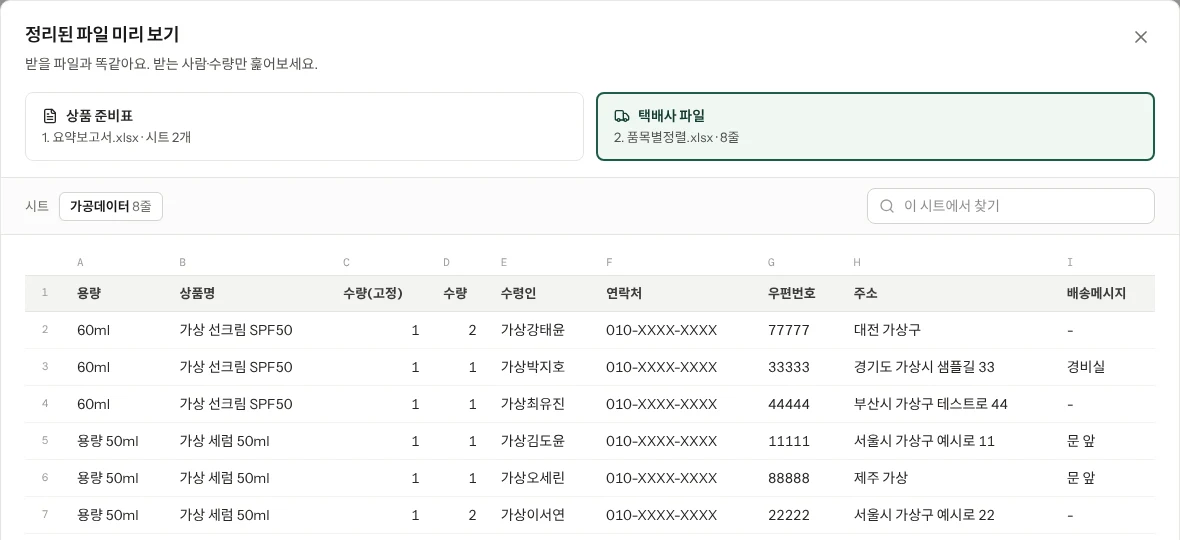 정리된 파일 미리 보기
받을 파일과 똑같아요. 받는 사람·수량만 훑어보세요.
상품 준비표
1. 요약보고서.xlsx · 시트 2개
택배사 파일
2. 품목별정렬.xlsx · 8줄
시트 가공데이터 8줄 이 시트에서 찾기
A B C D E F G H I
1 용량 상품명 수량(고정) 수량 수령인 연락처 우편번호 주소 배송메시지
2 60ml 가상 선크림 SPF50 1 2 가상강태윤 010-XXXX-XXXX 77777 대전 가상구 -
3 60ml 가상 선크림 SPF50 1 1 가상박지호 010-XXXX-XXXX 33333 경기도 가상시 샘플길 33 경비실
4 60ml 가상 선크림 SPF50 1 1 가상최유진 010-XXXX-XXXX 44444 부산시 가상구 테스트로 44 -
5 용량 50ml 가상 세럼 50ml 1 1 가상김도윤 010-XXXX-XXXX 11111 서울시 가상구 예시로 11 문 앞
6 용량 50ml 가상 세럼 50ml 1 1 가상오세린 010-XXXX-XXXX 88888 제주 가상 문 앞
7 용량 50ml 가상 세럼 50ml 1 2 가상이서연 010-XXXX-XXXX 22222 서울시 가상구 예시로 22 -